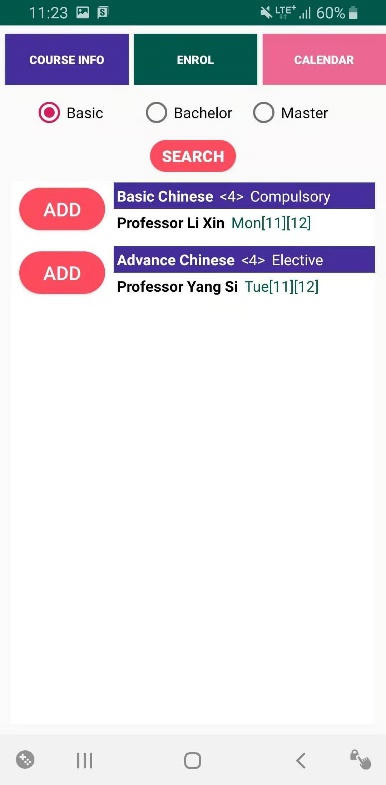 11:23 LTE+ 60%
COURSE INFO ENROL CALENDAR
Basic Bachelor Master
SEARCH
ADD Basic Chinese <4> Compulsory
Professor Li Xin Mon[11][12]
ADD Advance Chinese <4> Elective
Professor Yang Si Tue[11][12]